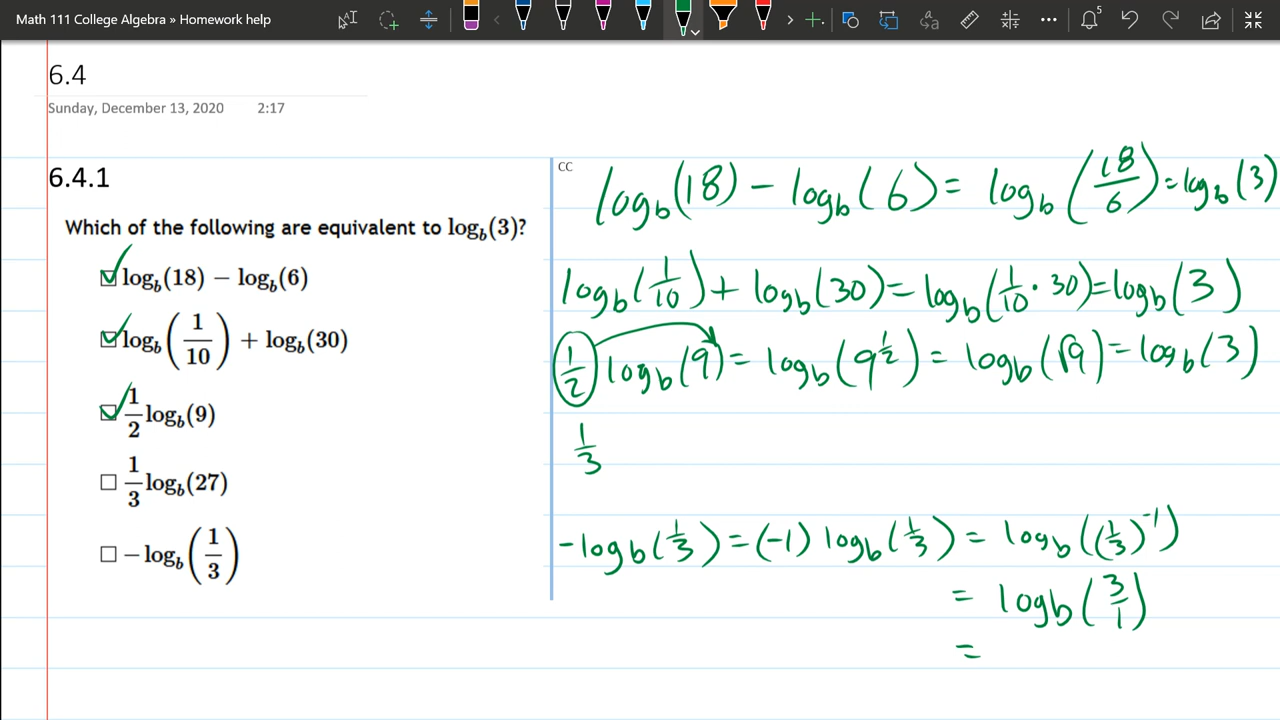 Math 111 College Algebra » Homework help
5
6.4
Sunday, December 13, 2020 2:17
6.4.1
Which of the following are equivalent to log_b(3)?
log_b(18) − log_b(6)
log_b(1/10) + log_b(30)
1/2 log_b(9)
1/3 log_b(27)
− log_b(1/3)
CC
log_b(18) − log_b(6) = log_b(18/6) = log_b(3)
log_b(1/10) + log_b(30) = log_b(1/10 · 30) = log_b(3)
1/2 log_b(9) = log_b(9^1/2) = log_b(√9) = log_b(3)
1/3
−log_b(1/3) = (−1) log_b(1/3) = log_b((1/3)^−1)
= log_b(3/1)
=